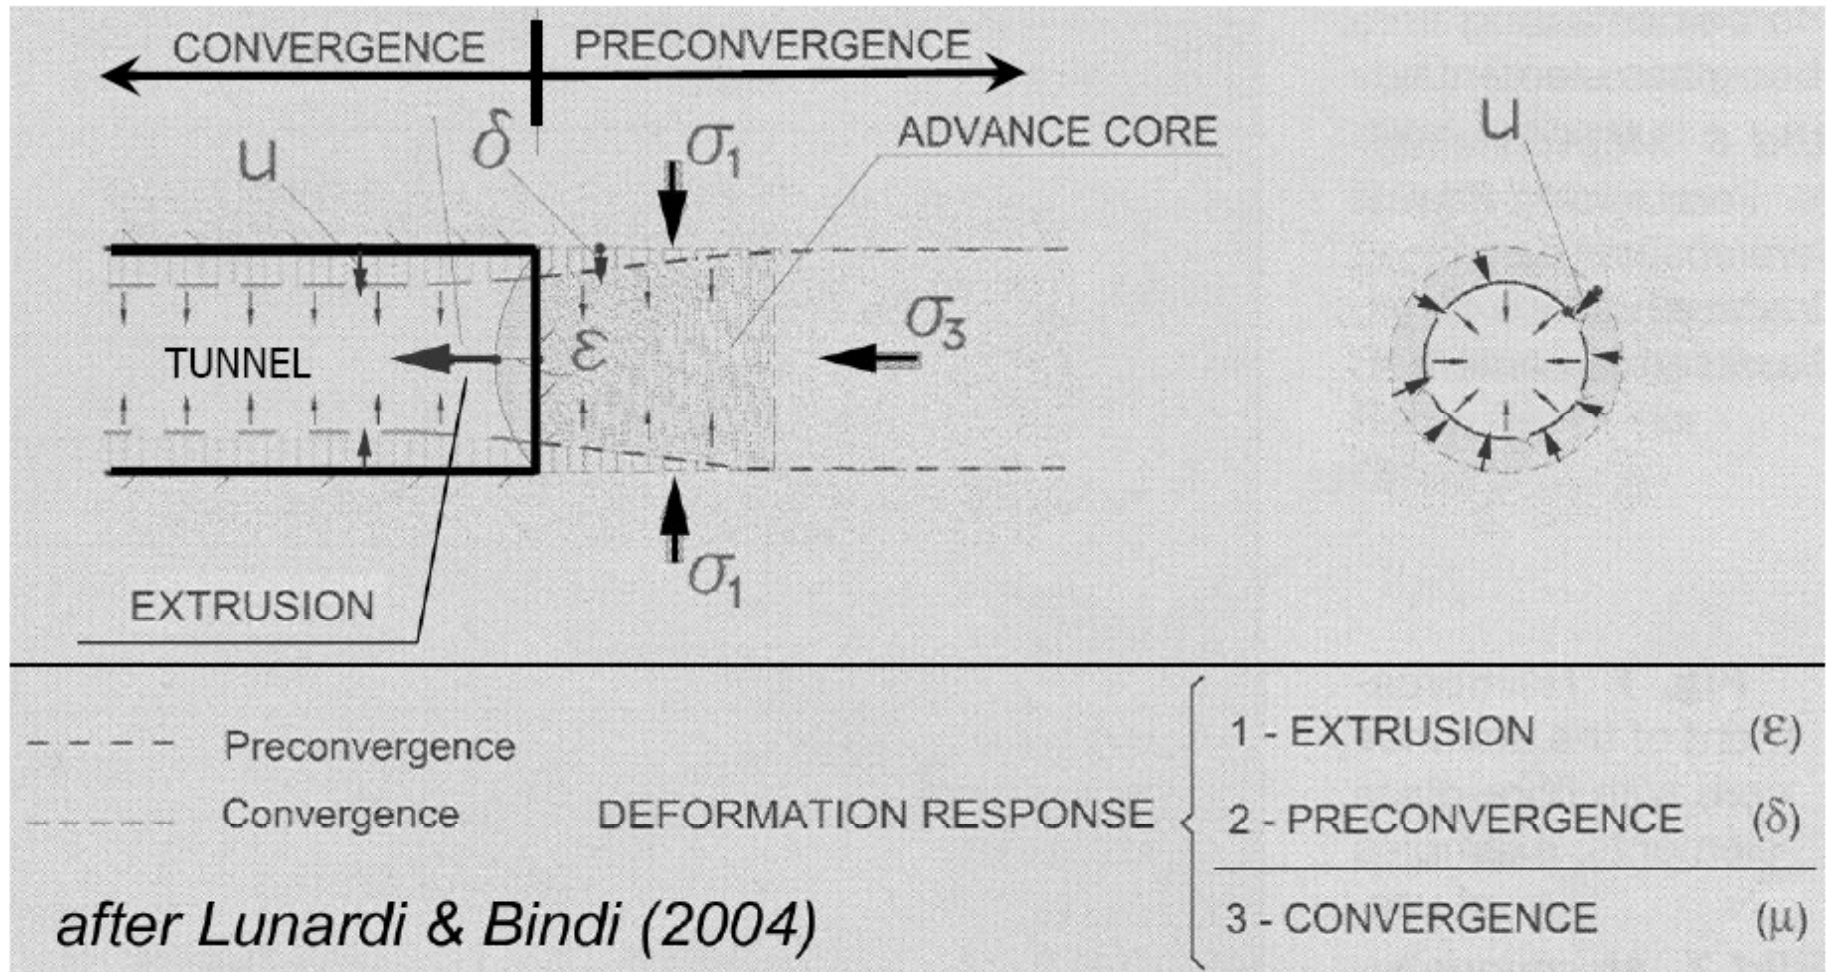 CONVERGENCE
PRECONVERGENCE
u
δ
σ1
ADVANCE CORE
u
σ3
ε
TUNNEL
σ1
EXTRUSION
Preconvergence
Convergence
DEFORMATION RESPONSE
1 - EXTRUSION (ε)
2 - PRECONVERGENCE (δ)
3 - CONVERGENCE (μ)
after Lunardi & Bindi (2004)